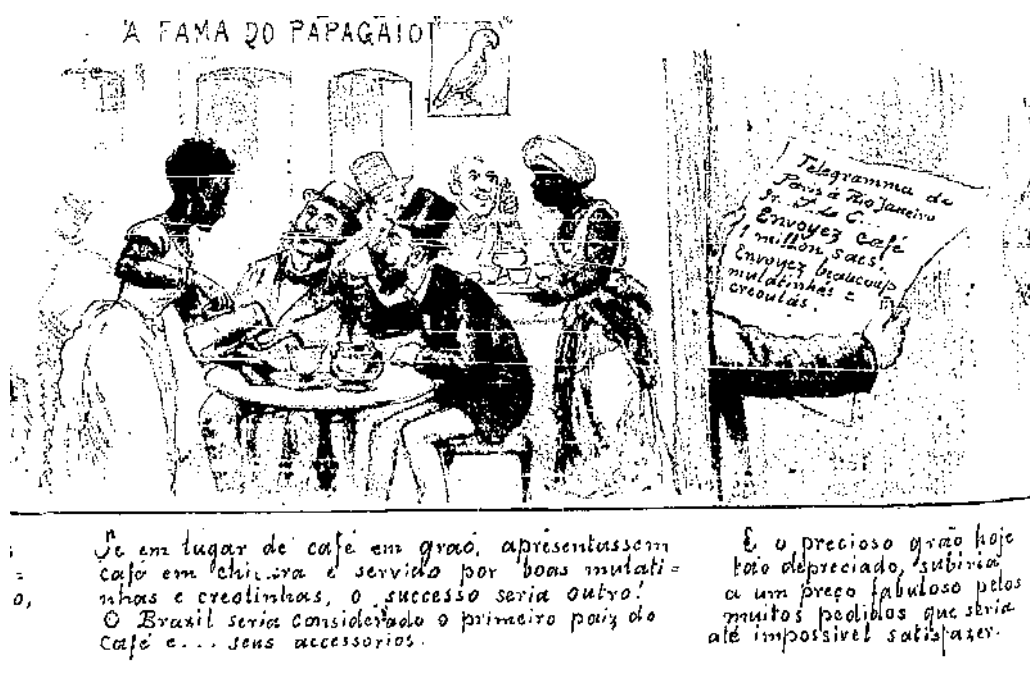 A FAMA DO PAPAGAIO
Telegramma de
Paris á Rio Janeiro
Sr. de C.
Envoyez Café
1 million sacs.
Envoyez beaucoup
mulatinhas e
creoulas.
o,
Se em lugar de café em graõ, apresentassem
café em e servido por boas mulati=
nhas e creolinhas, o successo seria outro!
O Brazil seria considerado o primeiro paiz do
Café e... seus accessorios.
E o precioso grão hoje
tão depreciado, subiria
a um preço fabuloso pelos
muitos pedidos que seria
até impossivel satisfazer.